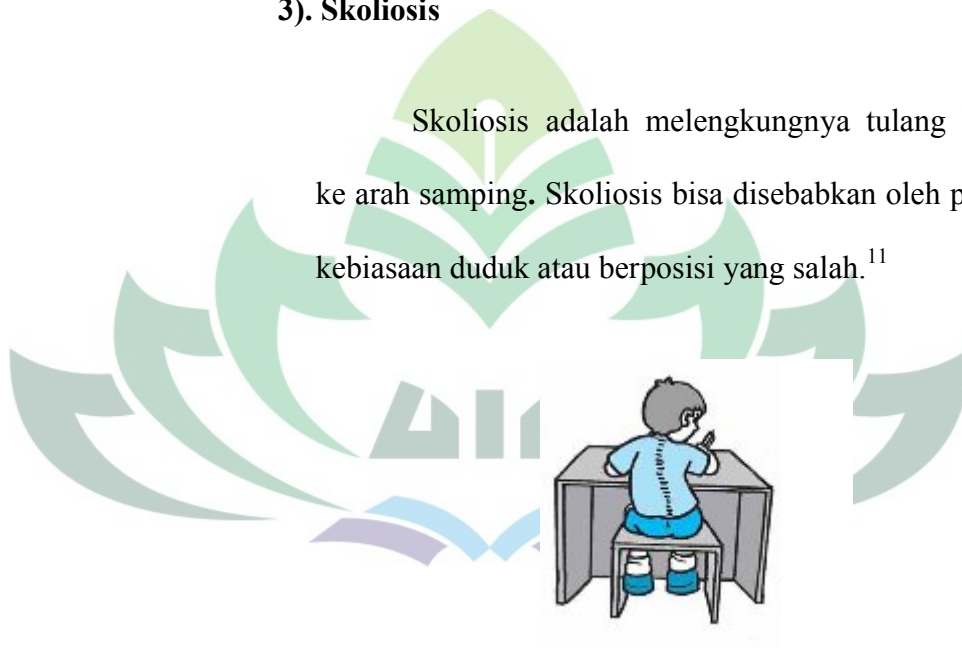 3). Skoliosis
Skoliosis adalah melengkungnya tulang
ke arah samping. Skoliosis bisa disebabkan oleh
kebiasaan duduk atau berposisi yang salah.11